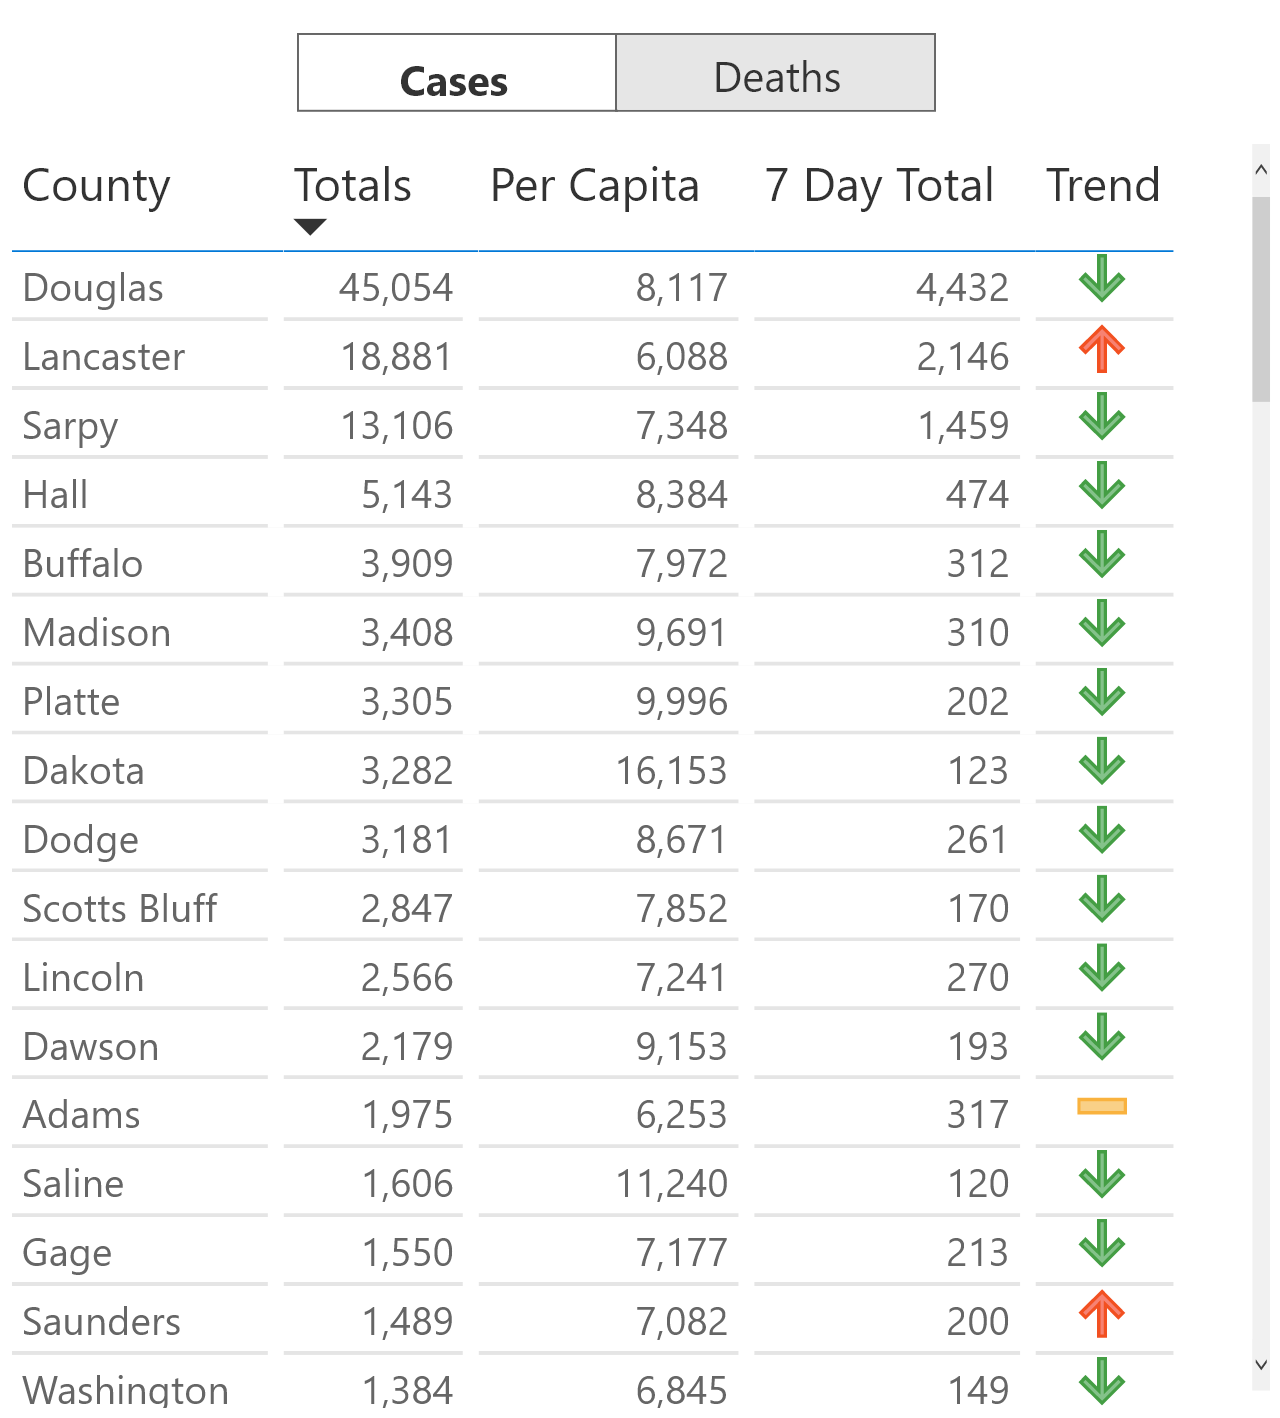 Cases Deaths
County Totals Per Capita 7 Day Total Trend
Douglas 45,054 8,117 4,432
Lancaster 18,881 6,088 2,146
Sarpy 13,106 7,348 1,459
Hall 5,143 8,384 474
Buffalo 3,909 7,972 312
Madison 3,408 9,691 310
Platte 3,305 9,996 202
Dakota 3,282 16,153 123
Dodge 3,181 8,671 261
Scotts Bluff 2,847 7,852 170
Lincoln 2,566 7,241 270
Dawson 2,179 9,153 193
Adams 1,975 6,253 317
Saline 1,606 11,240 120
Gage 1,550 7,177 213
Saunders 1,489 7,082 200
Washington 1,384 6,845 149